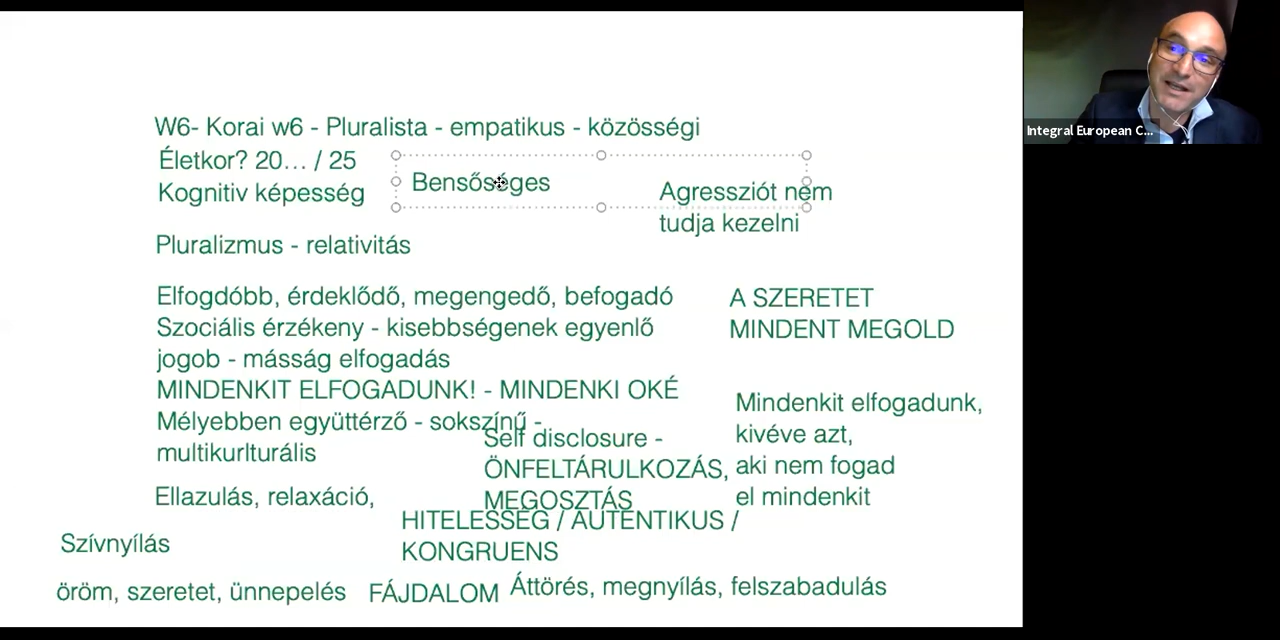 W6- Korai w6 - Pluralista - empatikus - közösségi
Életkor? 20… / 25
Kognitiv képesség
Bensőséges
Agressziót nem
tudja kezelni
Pluralizmus - relativitás
Elfogdóbb, érdeklődő, megengedő, befogadó
Szociális érzékeny - kisebbségenek egyenlő
jogob - másság elfogadás
MINDENKIT ELFOGADUNK! - MINDENKI OKÉ
Mélyebben együttérző - sokszínű -
multikurlturális
A SZERETET
MINDENT MEGOLD
Mindenkit elfogadunk,
kivéve azt,
aki nem fogad
el mindenkit
Self disclosure -
ÖNFELTÁRULKOZÁS,
MEGOSZTÁS
Ellazulás, relaxáció,
HITELESSÉG / AUTENTIKUS /
KONGRUENS
Szívnyílás
öröm, szeretet, ünnepelés
FÁJDALOM
Áttörés, megnyílás, felszabadulás
Integral European C...